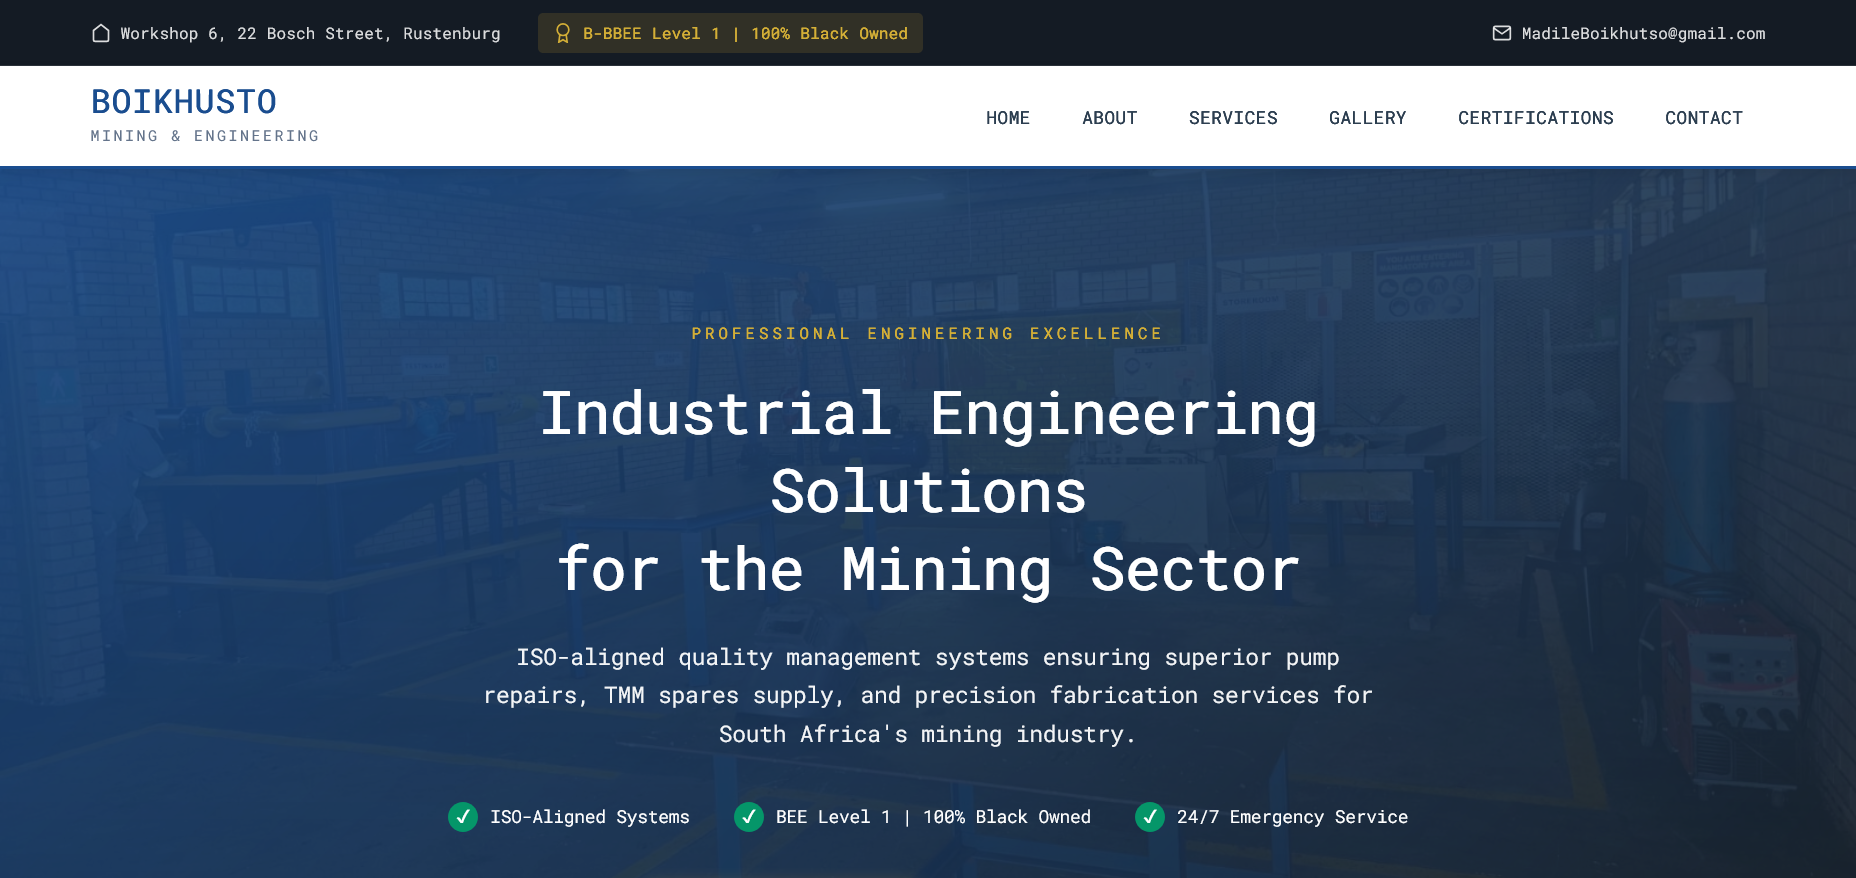 Workshop 6, 22 Bosch Street, Rustenburg
B-BBEE Level 1 | 100% Black Owned
MadileBoikhutso@gmail.com
BOIKHUSTO
MINING & ENGINEERING
HOME
ABOUT
SERVICES
GALLERY
CERTIFICATIONS
CONTACT
PROFESSIONAL ENGINEERING EXCELLENCE
Industrial Engineering
Solutions
for the Mining Sector
ISO-aligned quality management systems ensuring superior pump
repairs, TMM spares supply, and precision fabrication services for
South Africa's mining industry.
ISO-Aligned Systems
BEE Level 1 | 100% Black Owned
24/7 Emergency Service